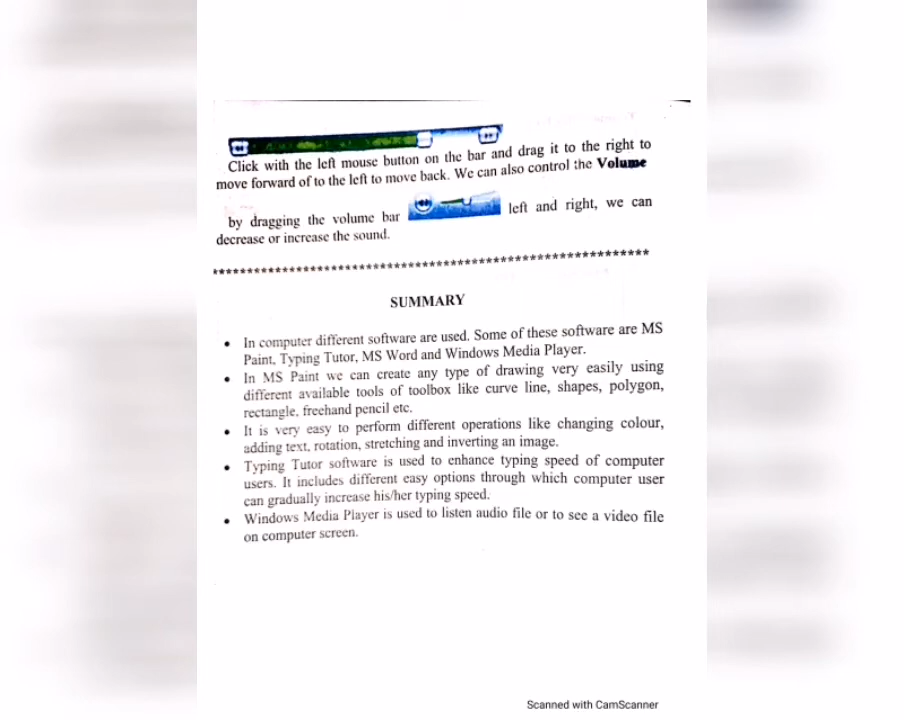 Click with the left mouse button on the bar and drag it to the right to
move forward of to the left to move back. We can also control the Volume
by dragging the volume bar left and right, we can
decrease or increase the sound.
****************************************************************
SUMMARY
• In computer different software are used. Some of these software are MS
Paint, Typing Tutor, MS Word and Windows Media Player.
• In MS Paint we can create any type of drawing very easily using
different available tools of toolbox like curve line, shapes, polygon,
rectangle, freehand pencil etc.
• It is very easy to perform different operations like changing colour,
adding text, rotation, stretching and inverting an image.
• Typing Tutor software is used to enhance typing speed of computer
users. It includes different easy options through which computer user
can gradually increase his/her typing speed.
• Windows Media Player is used to listen audio file or to see a video file
on computer screen.
Scanned with CamScanner